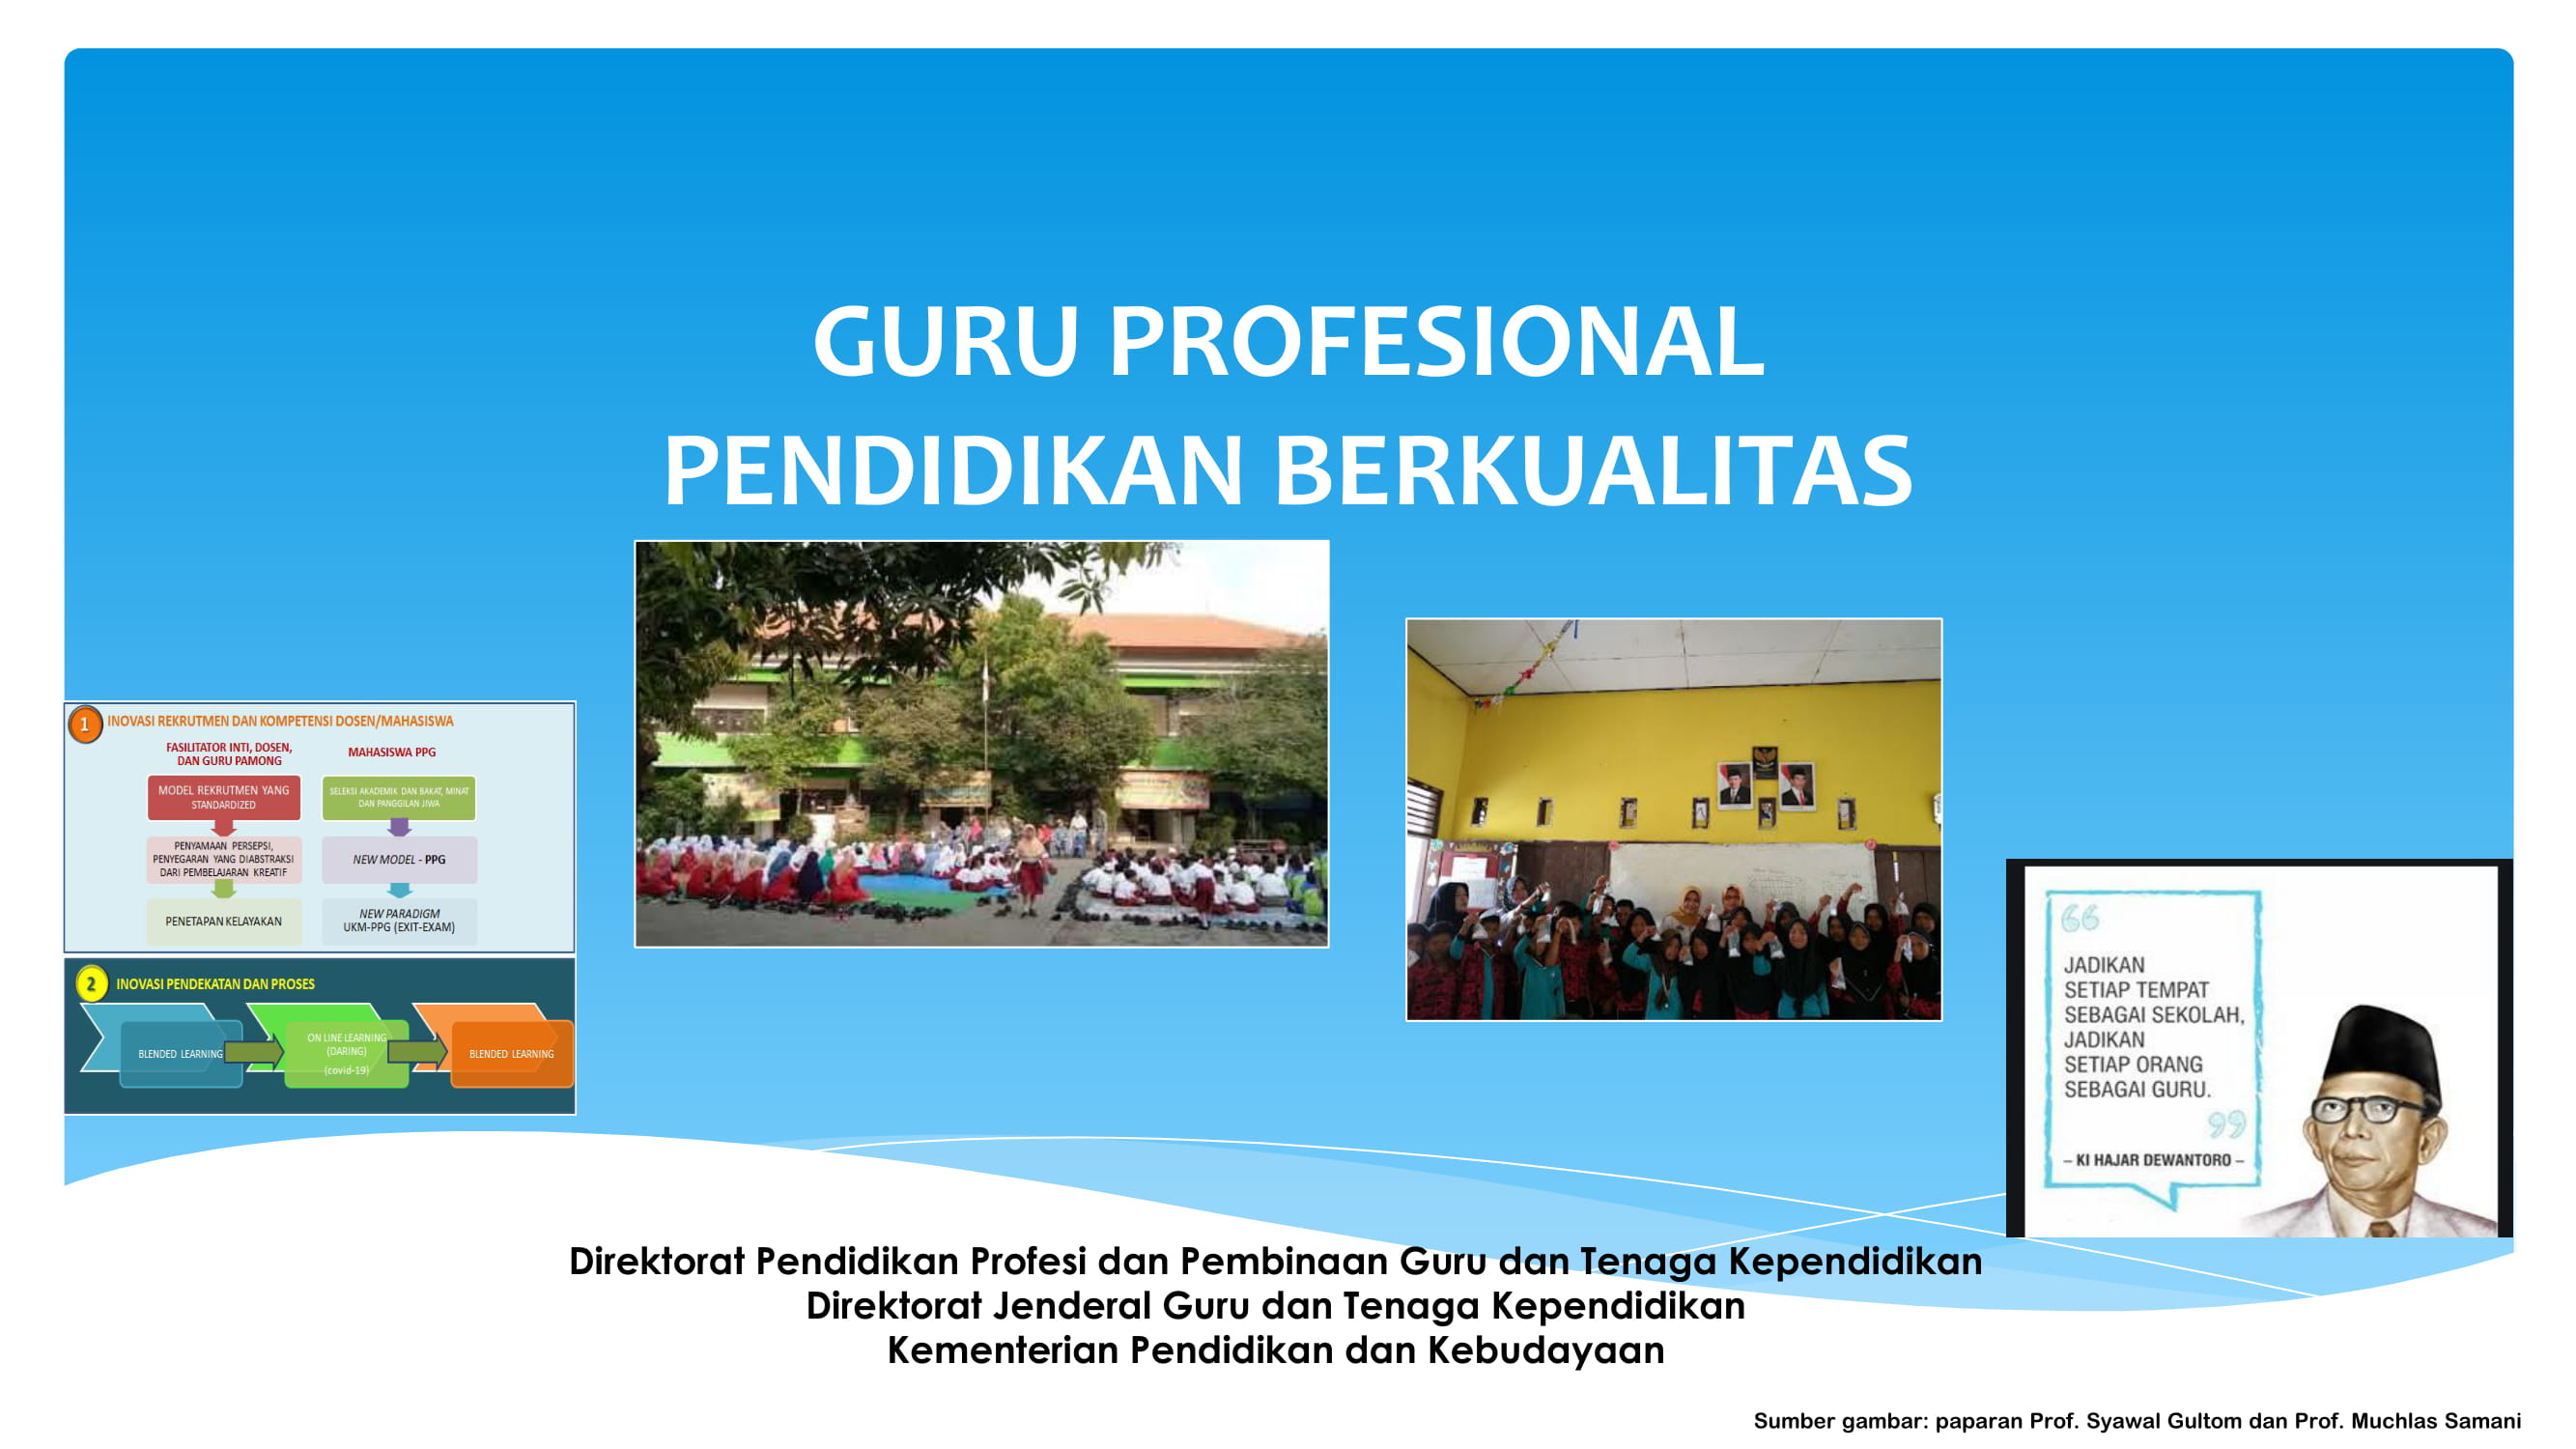 GURU PROFESIONAL
PENDIDIKAN BERKUALITAS
1
INOVASI REKRUTMEN DAN KOMPETENSI DOSEN/MAHASISWA
FASILITATOR INTI, DOSEN,
DAN GURU PAMONG
MODEL REKRUTMEN YANG
STANDARDIZED
PENYAMAAN PERSEPSI,
PENYEGARAN YANG DIABSTRAKSI
DARI PEMBELAJARAN KREATIF
PENETAPAN KELAYAKAN
MAHASISWA PPG
SELEKSI AKADEMIK DAN BAKAT, MINAT
DAN PANGGILAN JIWA
NEW MODEL - PPG
NEW PARADIGM
UKM-PPG (EXIT-EXAM)
2
INOVASI PENDEKATAN DAN PROSES
BLENDED LEARNING
ON LINE LEARNING
(DARING)
(covid-19)
BLENDED LEARNING
“
JADIKAN
SETIAP TEMPAT
SEBAGAI SEKOLAH,
JADIKAN
SETIAP ORANG
SEBAGAI GURU.
”
– KI HAJAR DEWANTORO –
Direktorat Pendidikan Profesi dan Pembinaan Guru dan Tenaga Kependidikan
Direktorat Jenderal Guru dan Tenaga Kependidikan
Kementerian Pendidikan dan Kebudayaan
Sumber gambar: paparan Prof. Syawal Gultom dan Prof. Muchlas Samani